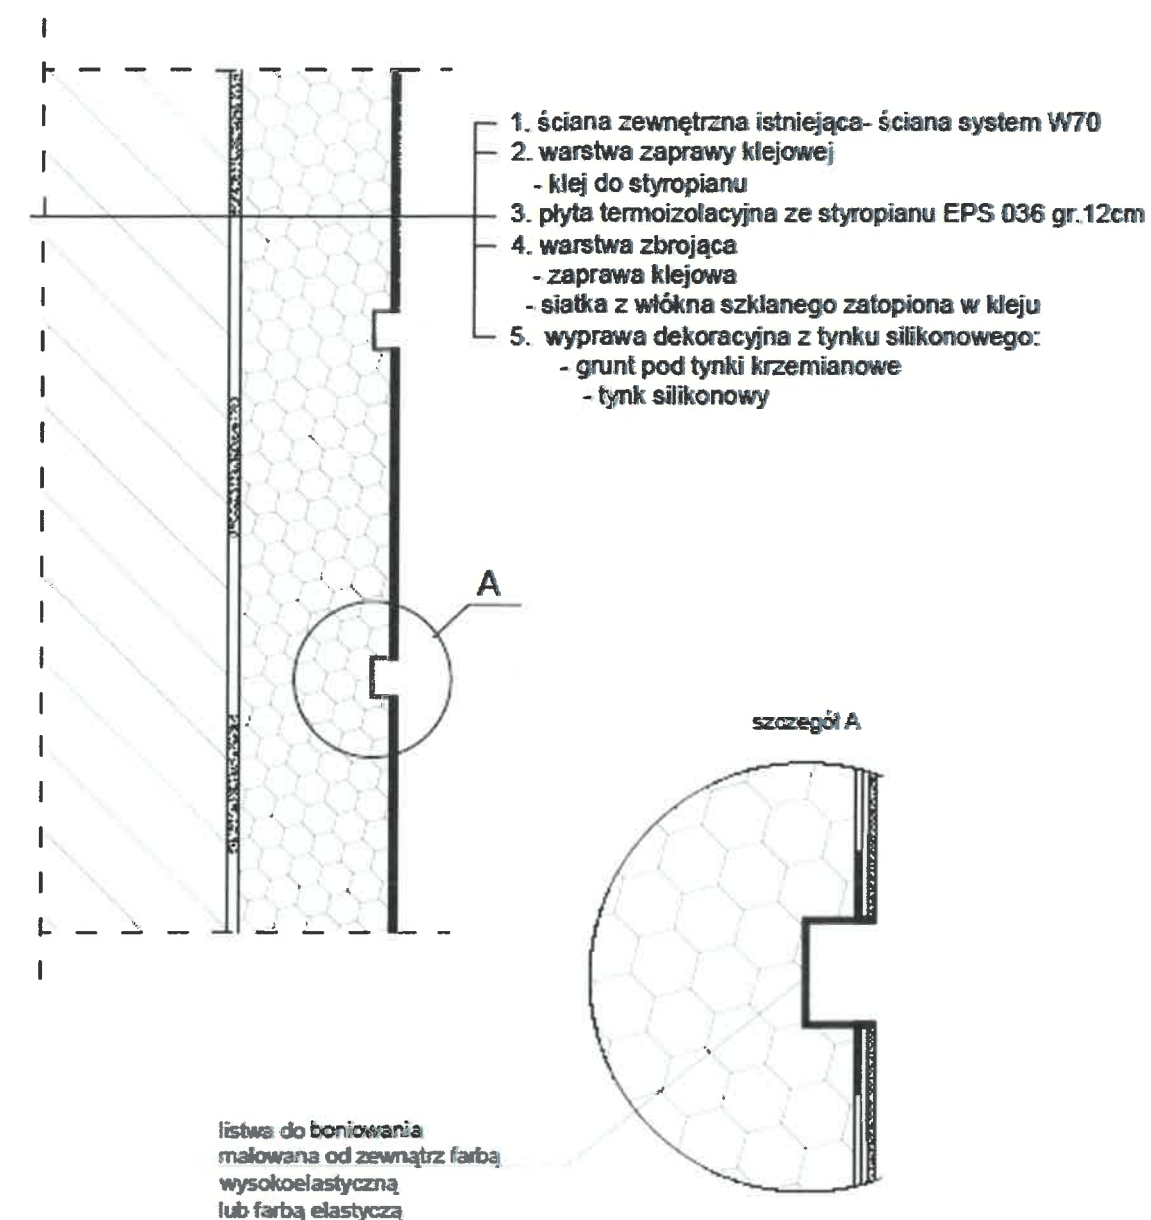 1. ściana zewnętrzna istniejąca- ściana system W70
2. warstwa zaprawy klejowej
- klej do styropianu
3. płyta termoizolacyjna ze styropianu EPS 036 gr.12cm
4. warstwa zbrojąca
- zaprawa klejowa
- siatka z włókna szklanego zatopiona w kleju
5. wyprawa dekoracyjna z tynku silikonowego:
- grunt pod tynki krzemianowe
- tynk silikonowy
A
szczegół A
listwa do boniowania
malowana od zewnątrz farbą
wysokoelastyczną
lub farbą elastyczą